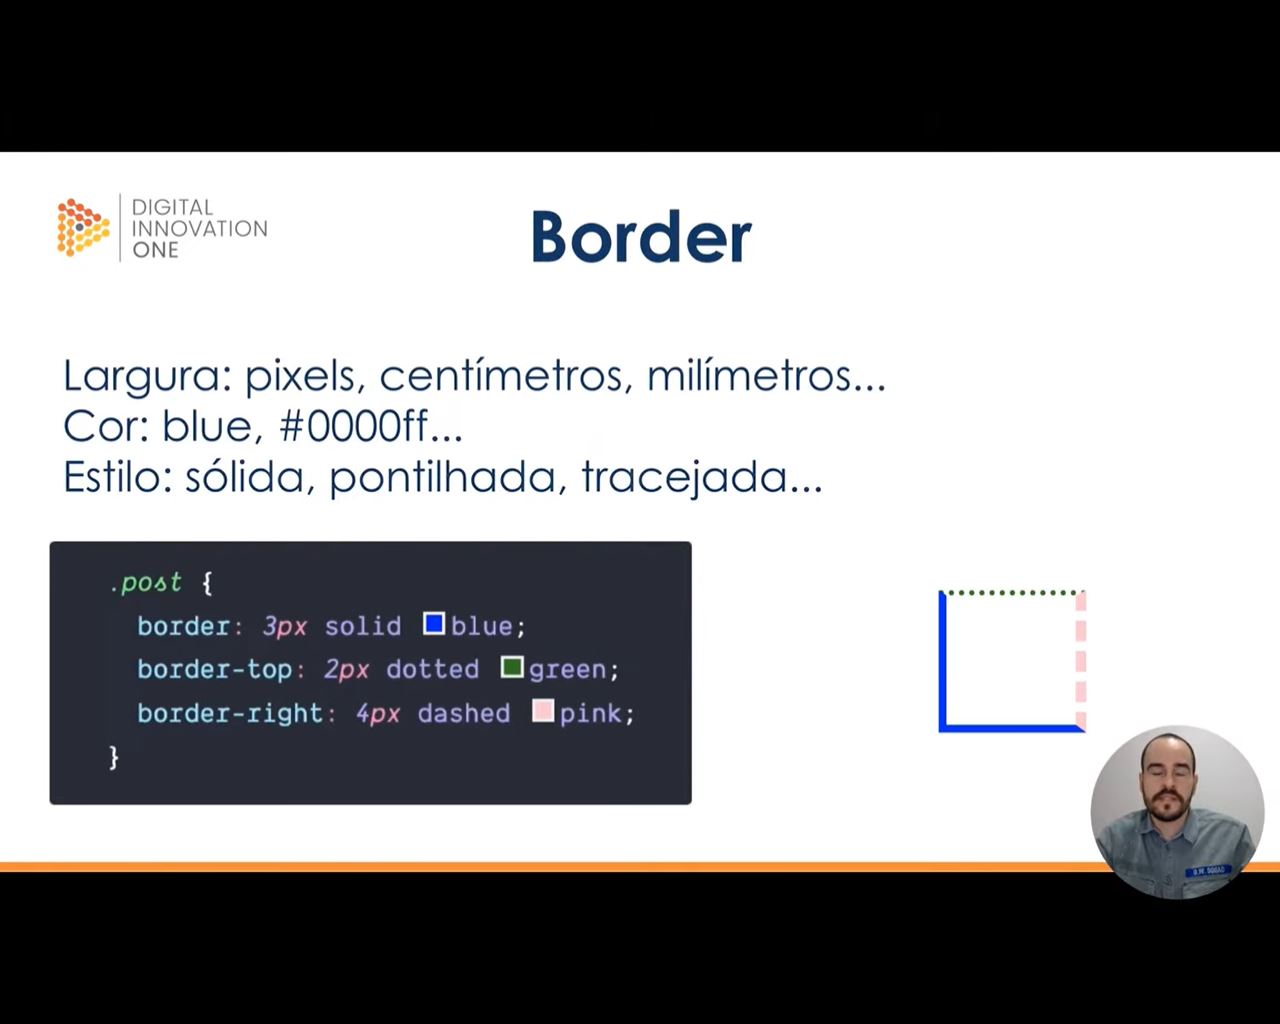 DIGITAL
INNOVATION
ONE
Border
Largura: pixels, centímetros, milímetros...
Cor: blue, #0000ff...
Estilo: sólida, pontilhada, tracejada...
.post {
border: 3px solid blue;
border-top: 2px dotted green;
border-right: 4px dashed pink;
}